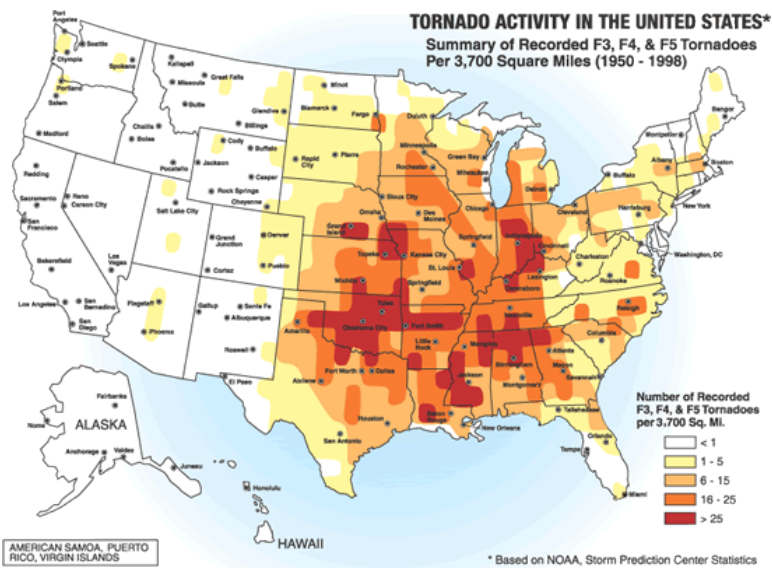 TORNADO ACTIVITY IN THE UNITED STATES*
Summary of Recorded F3, F4, & F5 Tornadoes
Per 3,700 Square Miles (1950 - 1998)
Port
Angeles
Seattle
Olympia
Spokane
Portland
Salem
Medford
Kalispell
Missoula
Great Falls
Butte
Glendive
Billings
Challis
Boise
Pocatello
Cody
Buffalo
Jackson
Casper
Rock Springs
Cheyenne
Minot
Bismarck
Fargo
Rapid
City
Pierre
Duluth
Minneapolis
Rochester
Green Bay
Milwaukee
Sioux City
Omaha
Des
Moines
Chicago
Detroit
Cleveland
Buffalo
Albany
Montpelier
Bangor
Boston
New York
Harrisburg
Washington, DC
Redding
Reno
Carson City
Sacramento
San
Francisco
Bakersfield
Las
Vegas
Los Angeles
San
Bernadino
San
Diego
Salt Lake City
Grand
Junction
Denver
Pueblo
Cortez
Flagstaff
Phoenix
Gallup
Santa Fe
Albuquerque
Roswell
El Paso
Grand
Island
Topeka
Kansas City
Wichita
Springfield
St. Louis
Springfield
Indianapolis
Cincinnati
Lexington
Owensboro
Charleston
Roanoke
Raleigh
Nashville
Tulsa
Oklahoma City
Fort Smith
Amarillo
Little
Rock
Memphis
Birmingham
Atlanta
Columbia
Macon
Savannah
Montgomery
Jackson
Fort Worth
Dallas
Abilene
Houston
San Antonio
Baton
Rouge
New Orleans
Tallahassee
Orlando
Tampa
Miami
Fairbanks
Nome
ALASKA
Anchorage
Valdez
Juneau
Honolulu
HAWAII
Number of Recorded
F3, F4, & F5 Tornadoes
per 3,700 Sq. Mi.
< 1
1 - 5
6 - 15
16 - 25
> 25
AMERICAN SAMOA, PUERTO
RICO, VIRGIN ISLANDS
* Based on NOAA, Storm Prediction Center Statistics